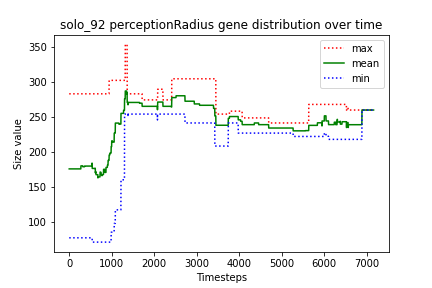 solo_92 perceptionRadius gene distribution over time
350
300
250
200
150
100
Size value
max
mean
min
0 1000 2000 3000 4000 5000 6000 7000
Timesteps